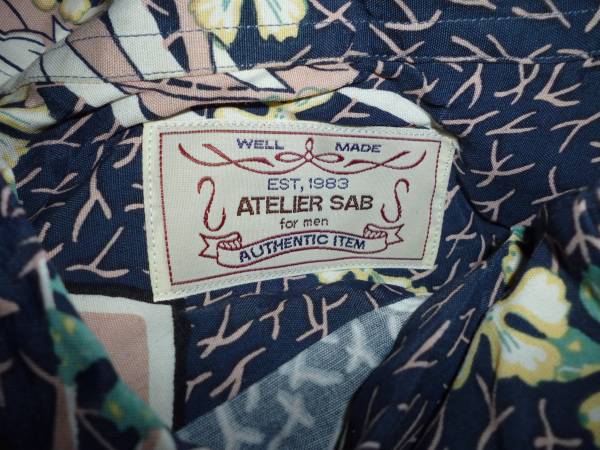 WELL MADE
EST, 1983
ATELIER SAB
for men
AUTHENTIC ITEM